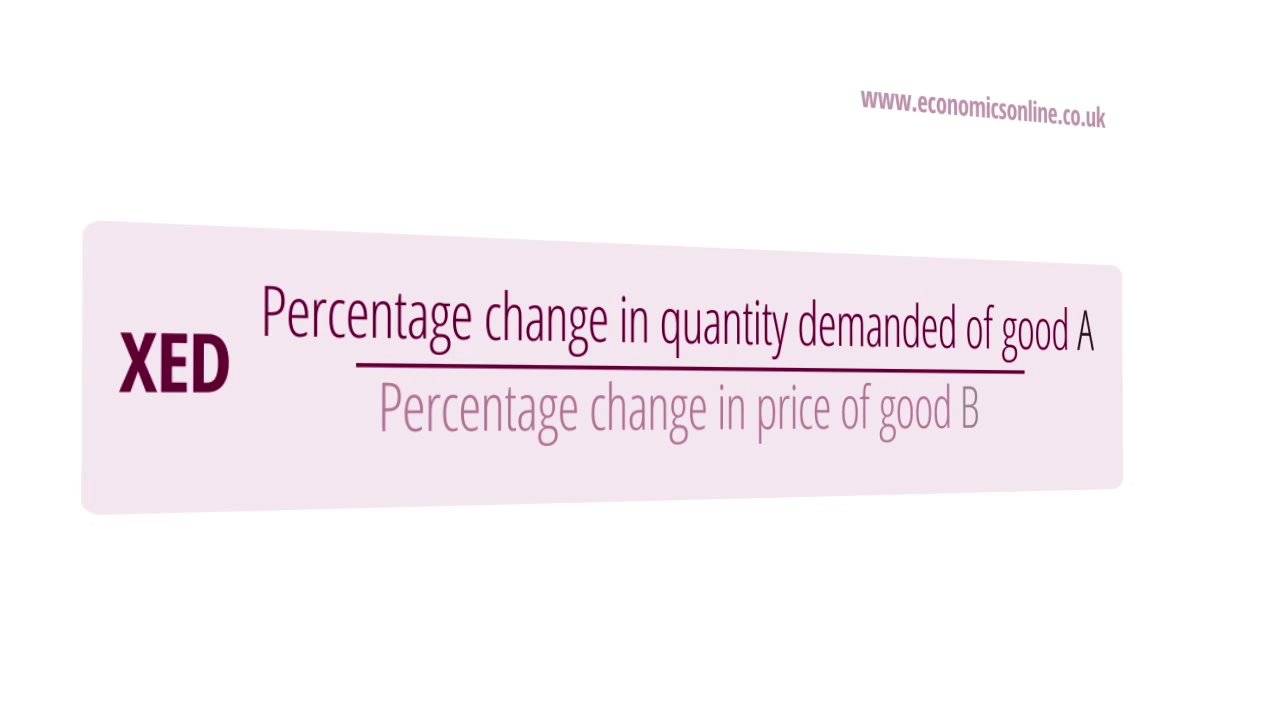 www.economicsonline.co.uk
XED
Percentage change in quantity demanded of good A
Percentage change in price of good B